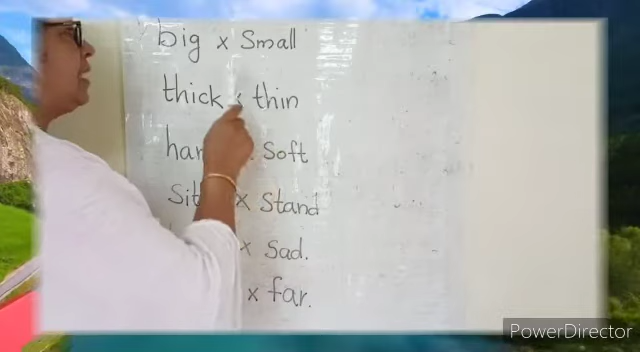 big x Small
thick x thin
Soft
Sit x Stand
x Sad.
x far.
PowerDirector